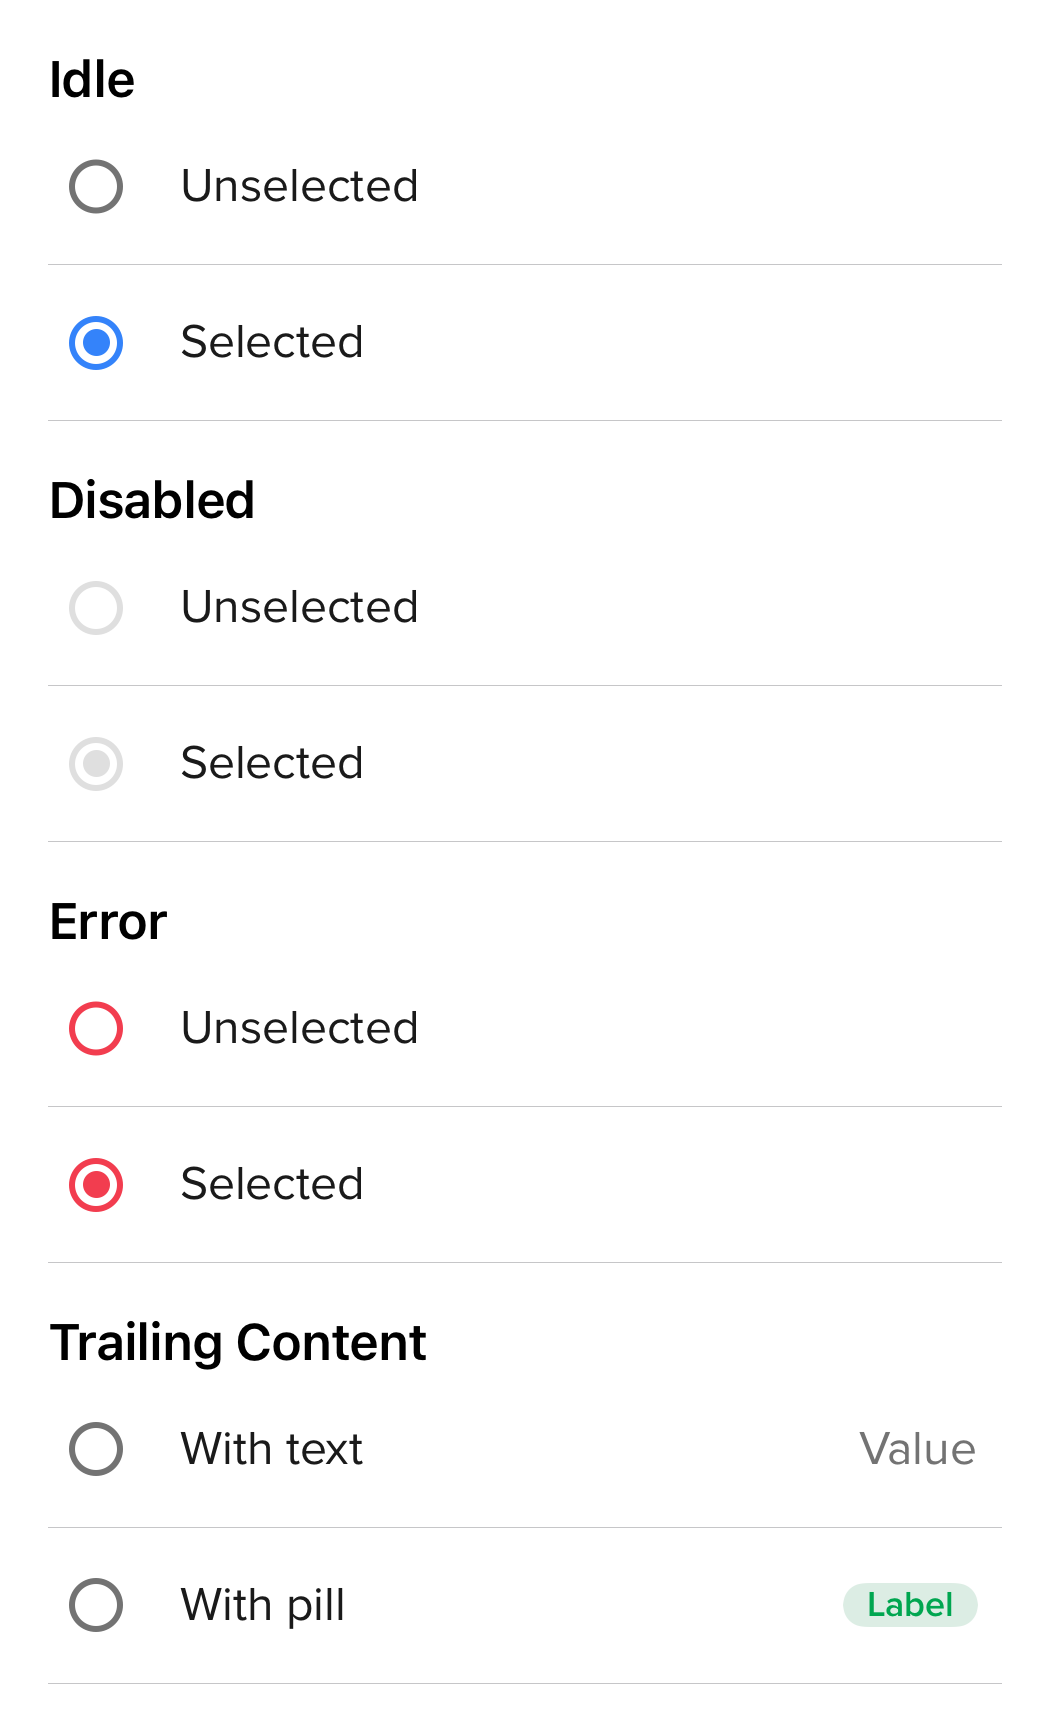 Idle
Unselected
Selected
Disabled
Unselected
Selected
Error
Unselected
Selected
Trailing Content
With text Value
With pill Label